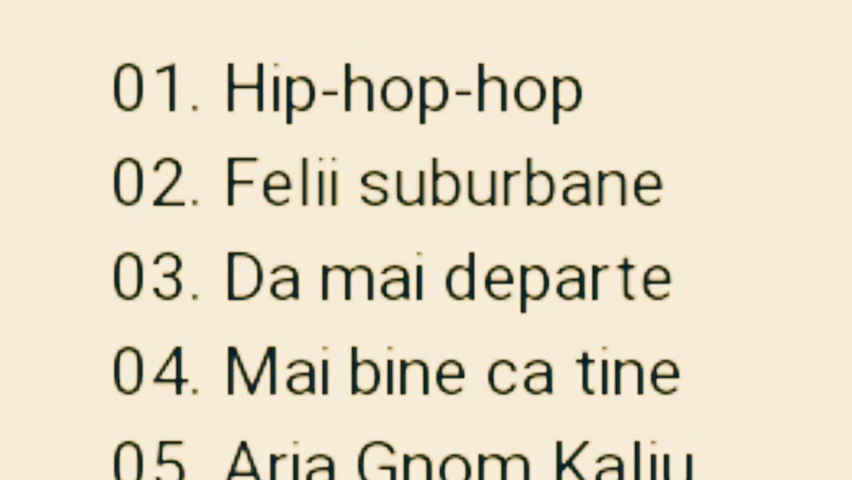 01. Hip-hop-hop
02. Felii suburbane
03. Da mai departe
04. Mai bine ca tine
05. Aria Gnom Kaliu